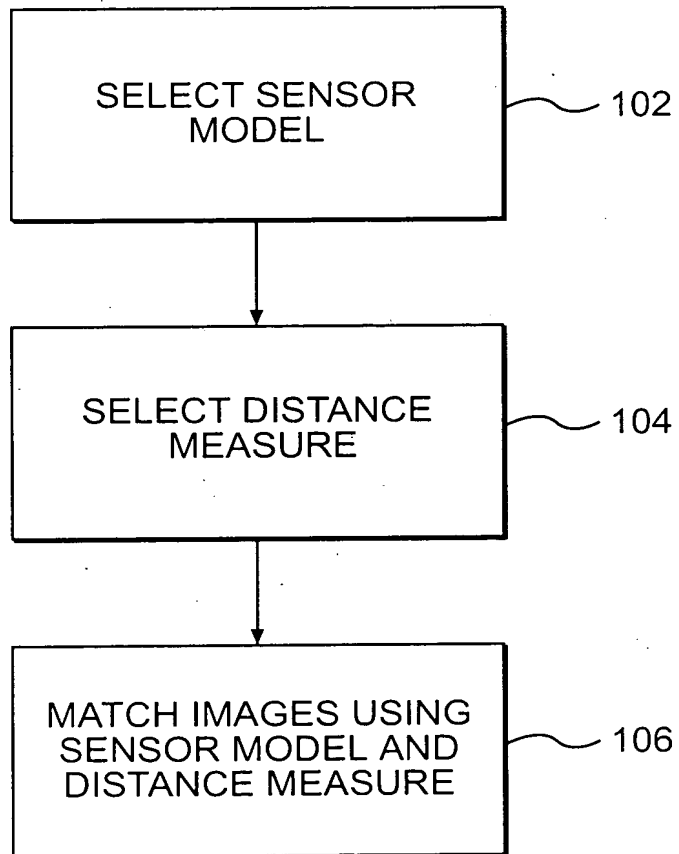 SELECT SENSOR
MODEL
102
SELECT DISTANCE
MEASURE
104
MATCH IMAGES USING
SENSOR MODEL AND
DISTANCE MEASURE
106